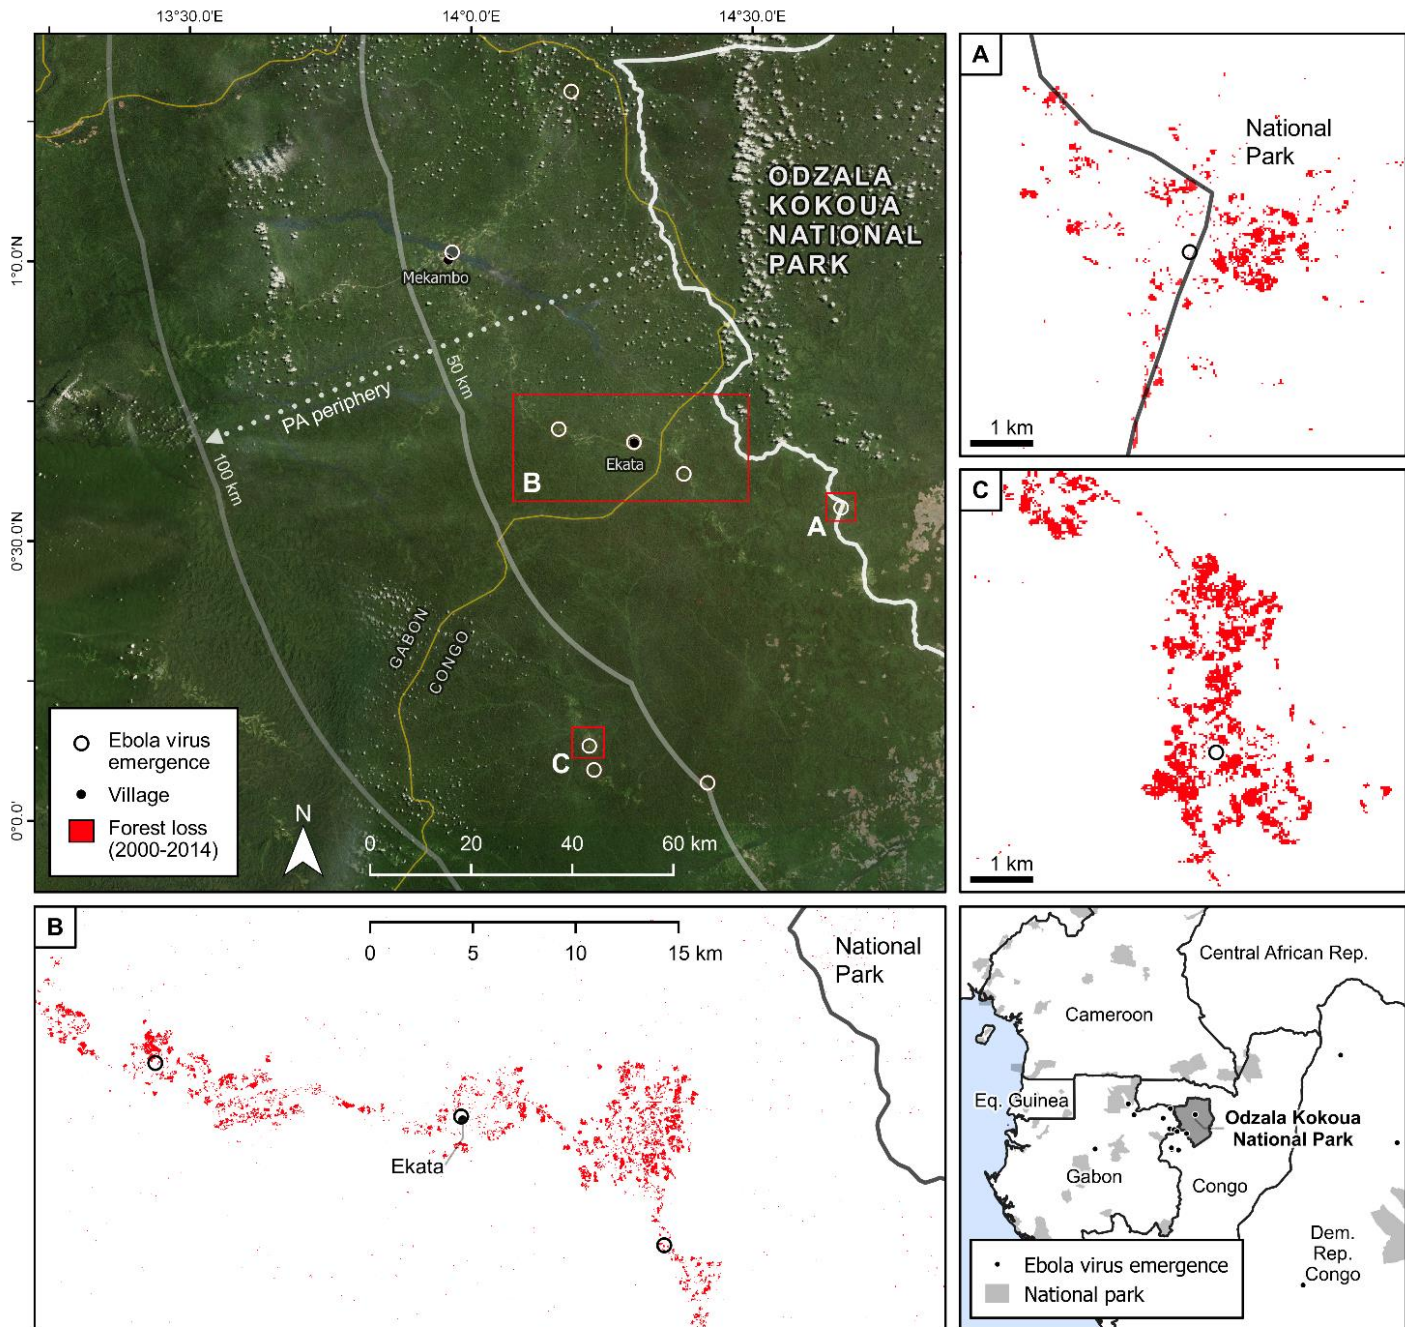 13°30.0'E
14°0.0'E
14°30.0'E
1°0.0'N
0°30.0'N
0°0.0'
ODZALA
KOKOUA
NATIONAL
PARK
Mekambo
PA periphery
50 km
100 km
Ekata
B
A
GABON
CONGO
C
Ebola virus
emergence
Village
Forest loss
(2000-2014)
N
0 20 40 60 km
A
National
Park
1 km
C
1 km
B
0 5 10 15 km
National
Park
Ekata
Central African Rep.
Cameroon
Eq. Guinea
Odzala Kokoua
National Park
Gabon
Congo
Dem.
Rep.
Congo
Ebola virus emergence
National park